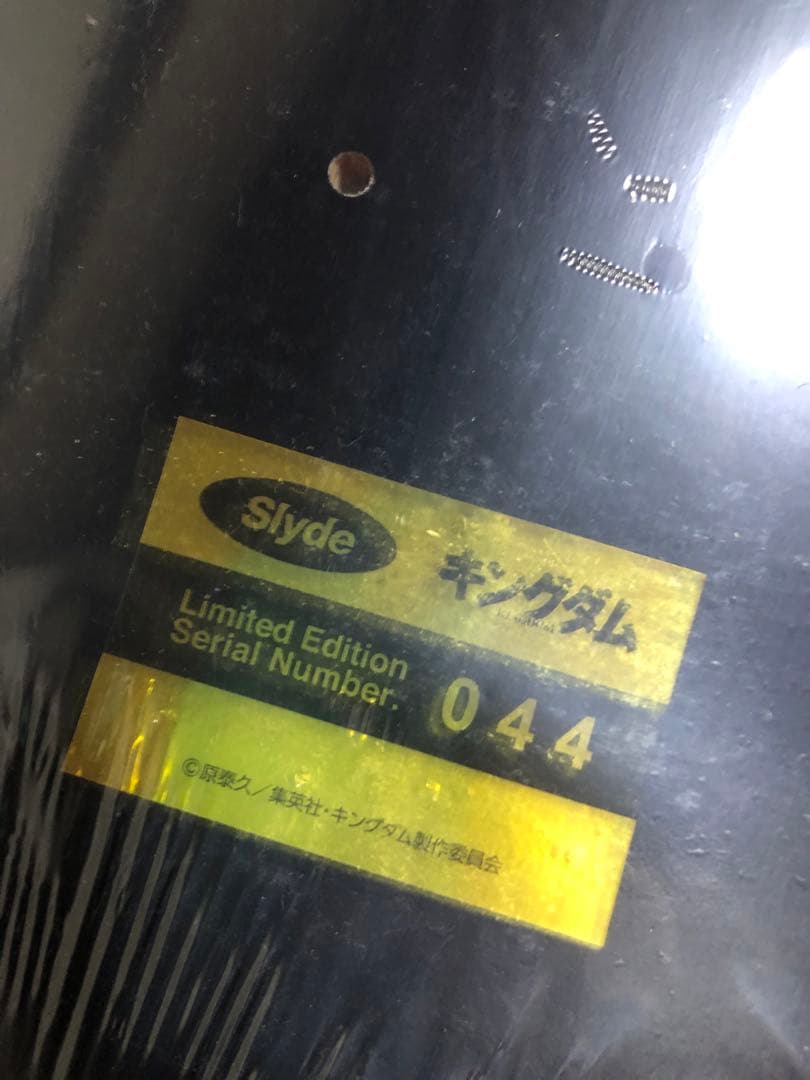 Slyde
キングダム
Limited Edition
Serial Number.
044
©原泰久/集英社・キングダム製作委員会